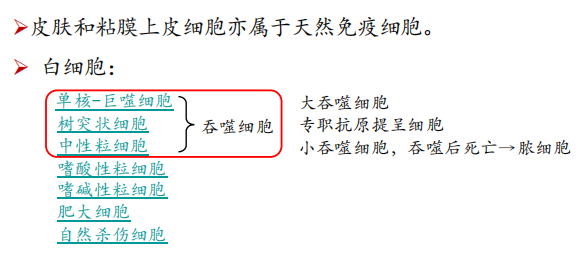 ➢皮肤和粘膜上皮细胞亦属于天然免疫细胞。
➢ 白细胞：
单核-巨噬细胞 大吞噬细胞
树突状细胞 吞噬细胞 专职抗原提呈细胞
中性粒细胞 小吞噬细胞，吞噬后死亡→脓细胞
嗜酸性粒细胞
嗜碱性粒细胞
肥大细胞
自然杀伤细胞